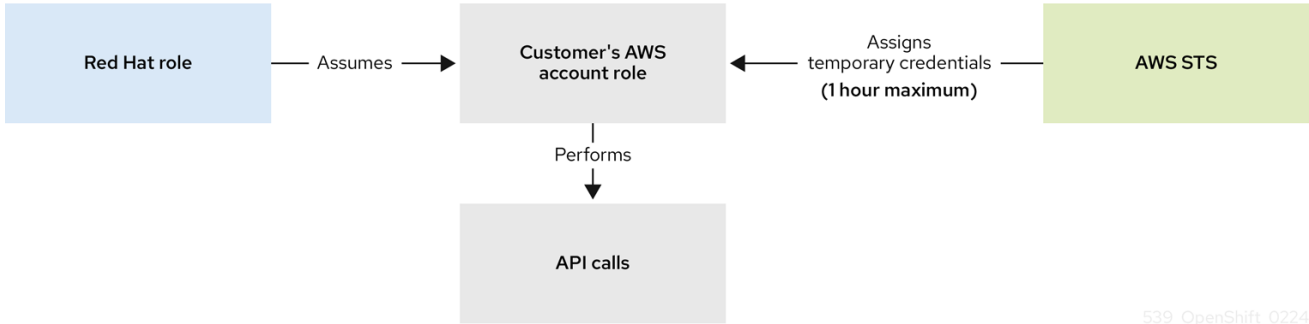 Red Hat role
Assumes
Customer's AWS
account role
Assigns
temporary credentials
(1 hour maximum)
AWS STS
Performs
API calls
539_OpenShift_0224